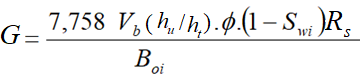 G = 7,758 V_b (h_u/h_t).ϕ.(1 − S_wi) R_s / B_oi